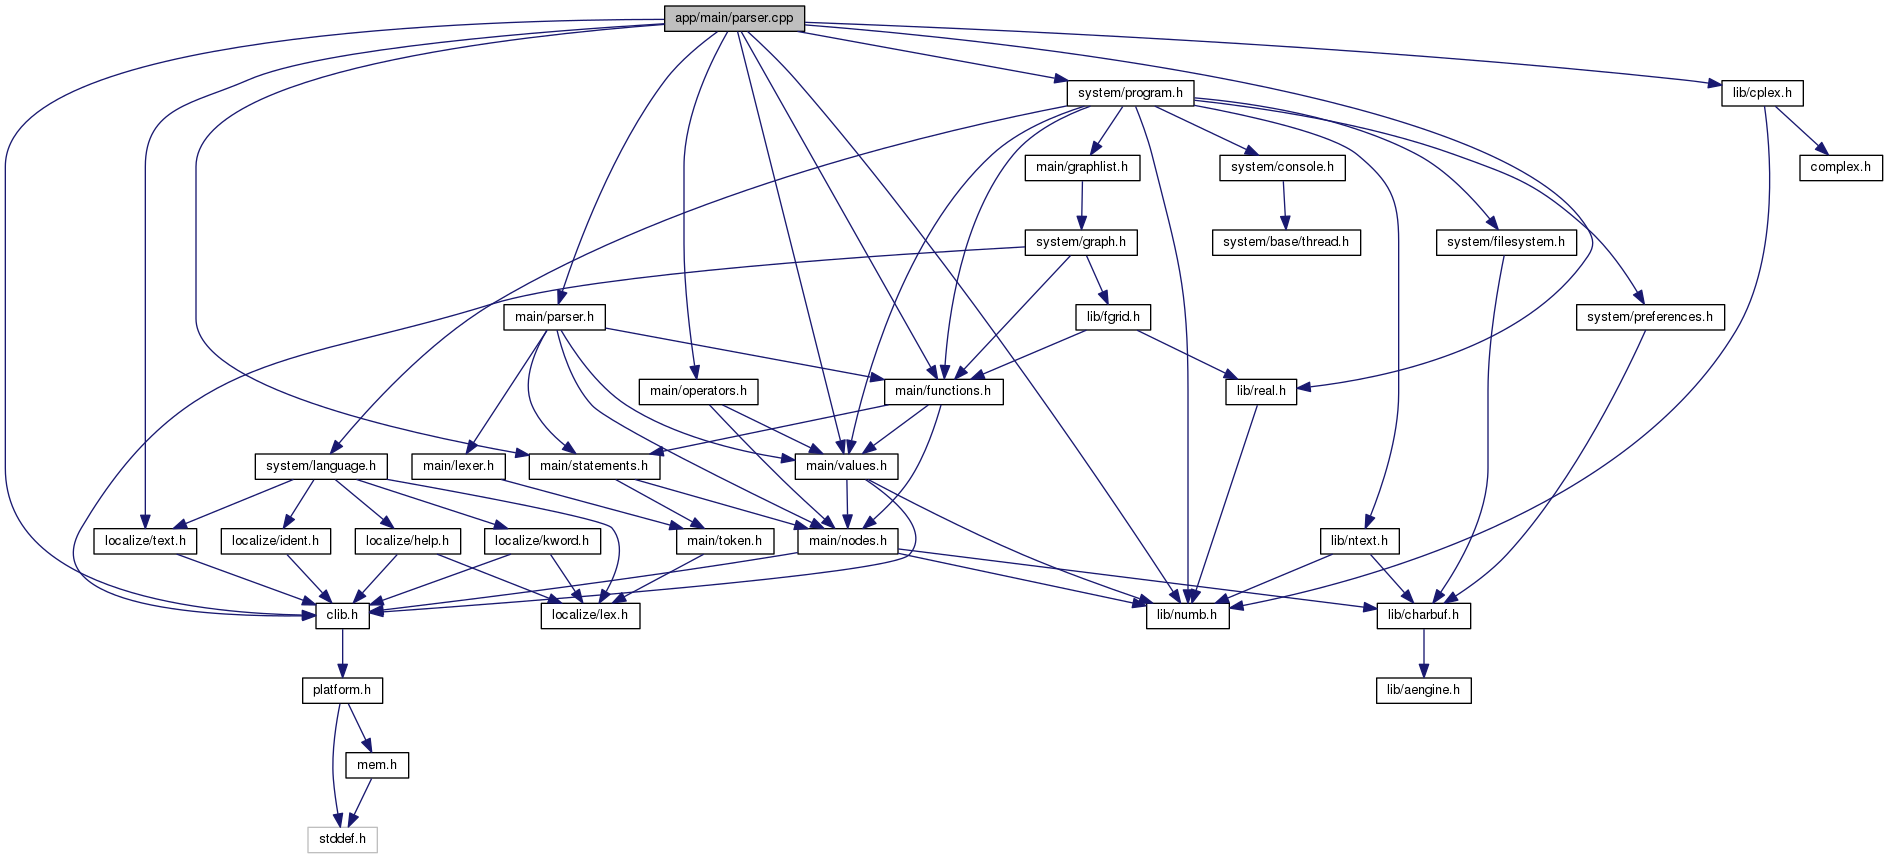 app/main/parser.cpp
system/program.h
lib/cplex.h
main/graphlist.h
system/console.h
complex.h
system/graph.h
system/base/thread.h
system/filesystem.h
main/parser.h
lib/fgrid.h
system/preferences.h
main/operators.h
main/functions.h
lib/real.h
system/language.h
main/lexer.h
main/statements.h
main/values.h
localize/text.h
localize/ident.h
localize/help.h
localize/kword.h
main/token.h
main/nodes.h
lib/ntext.h
clib.h
localize/lex.h
lib/numb.h
lib/charbuf.h
platform.h
lib/aengine.h
mem.h
stddef.h